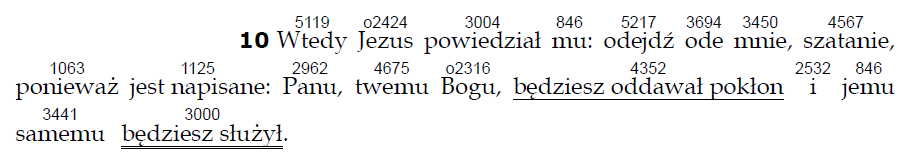 5119 o2424 3004 846 5217 3694 3450 4567
10 Wtedy Jezus powiedział mu: odejdź ode mnie, szatanie,
1063 1125 2962 4675 o2316 4352 2532 846
ponieważ jest napisane: Panu, twemu Bogu, będziesz oddawał pokłon i jemu
3441 3000
samemu będziesz służył.